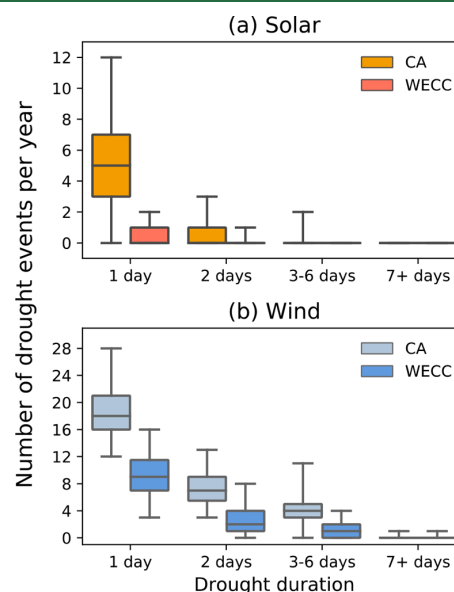 (a) Solar
12
10
8
6
4
2
0
CA
WECC
1 day 2 days 3-6 days 7+ days
Number of drought events per year
(b) Wind
28
24
20
16
12
8
4
0
CA
WECC
1 day 2 days 3-6 days 7+ days
Drought duration